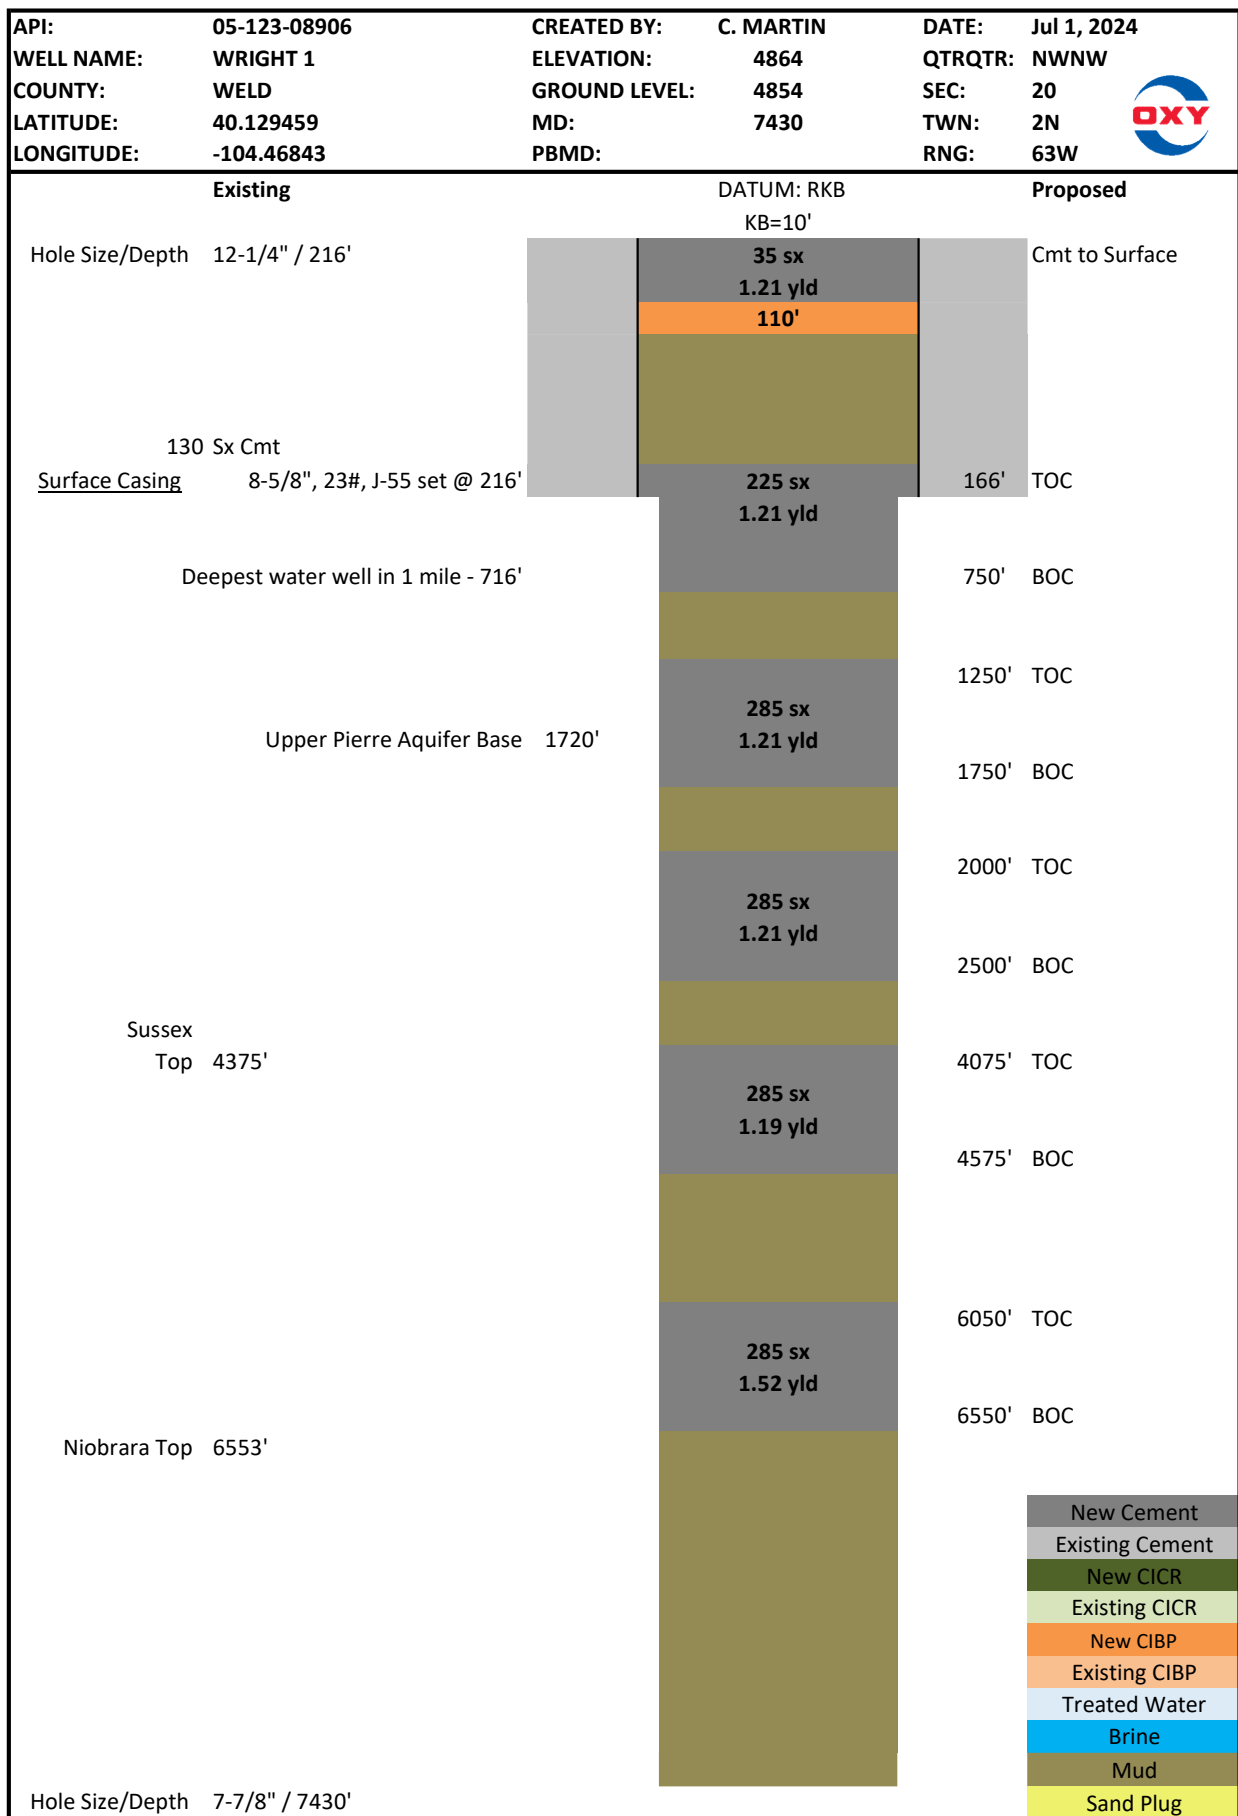 API: 05-123-08906 CREATED BY: C. MARTIN DATE: Jul 1, 2024
WELL NAME: WRIGHT 1 ELEVATION: 4864 QTRQTR: NWNW
COUNTY: WELD GROUND LEVEL: 4854 SEC: 20
OXY
LATITUDE: 40.129459 MD: 7430 TWN: 2N
LONGITUDE: -104.46843 PBMD: RNG: 63W
Existing DATUM: RKB Proposed
KB=10'
Hole Size/Depth 12-1/4" / 216' 35 sx Cmt to Surface
1.21 yld
110'
130 Sx Cmt
Surface Casing 8-5/8", 23#, J-55 set @ 216' 225 sx 166' TOC
1.21 yld
Deepest water well in 1 mile - 716' 750' BOC
1250' TOC
285 sx
Upper Pierre Aquifer Base 1720' 1.21 yld
1750' BOC
2000' TOC
285 sx
1.21 yld
2500' BOC
Sussex
Top 4375' 4075' TOC
285 sx
1.19 yld
4575' BOC
6050' TOC
285 sx
1.52 yld
6550' BOC
Niobrara Top 6553'
New Cement
Existing Cement
New CICR
Existing CICR
New CIBP
Existing CIBP
Treated Water
Brine
Mud
Hole Size/Depth 7-7/8" / 7430' Sand Plug